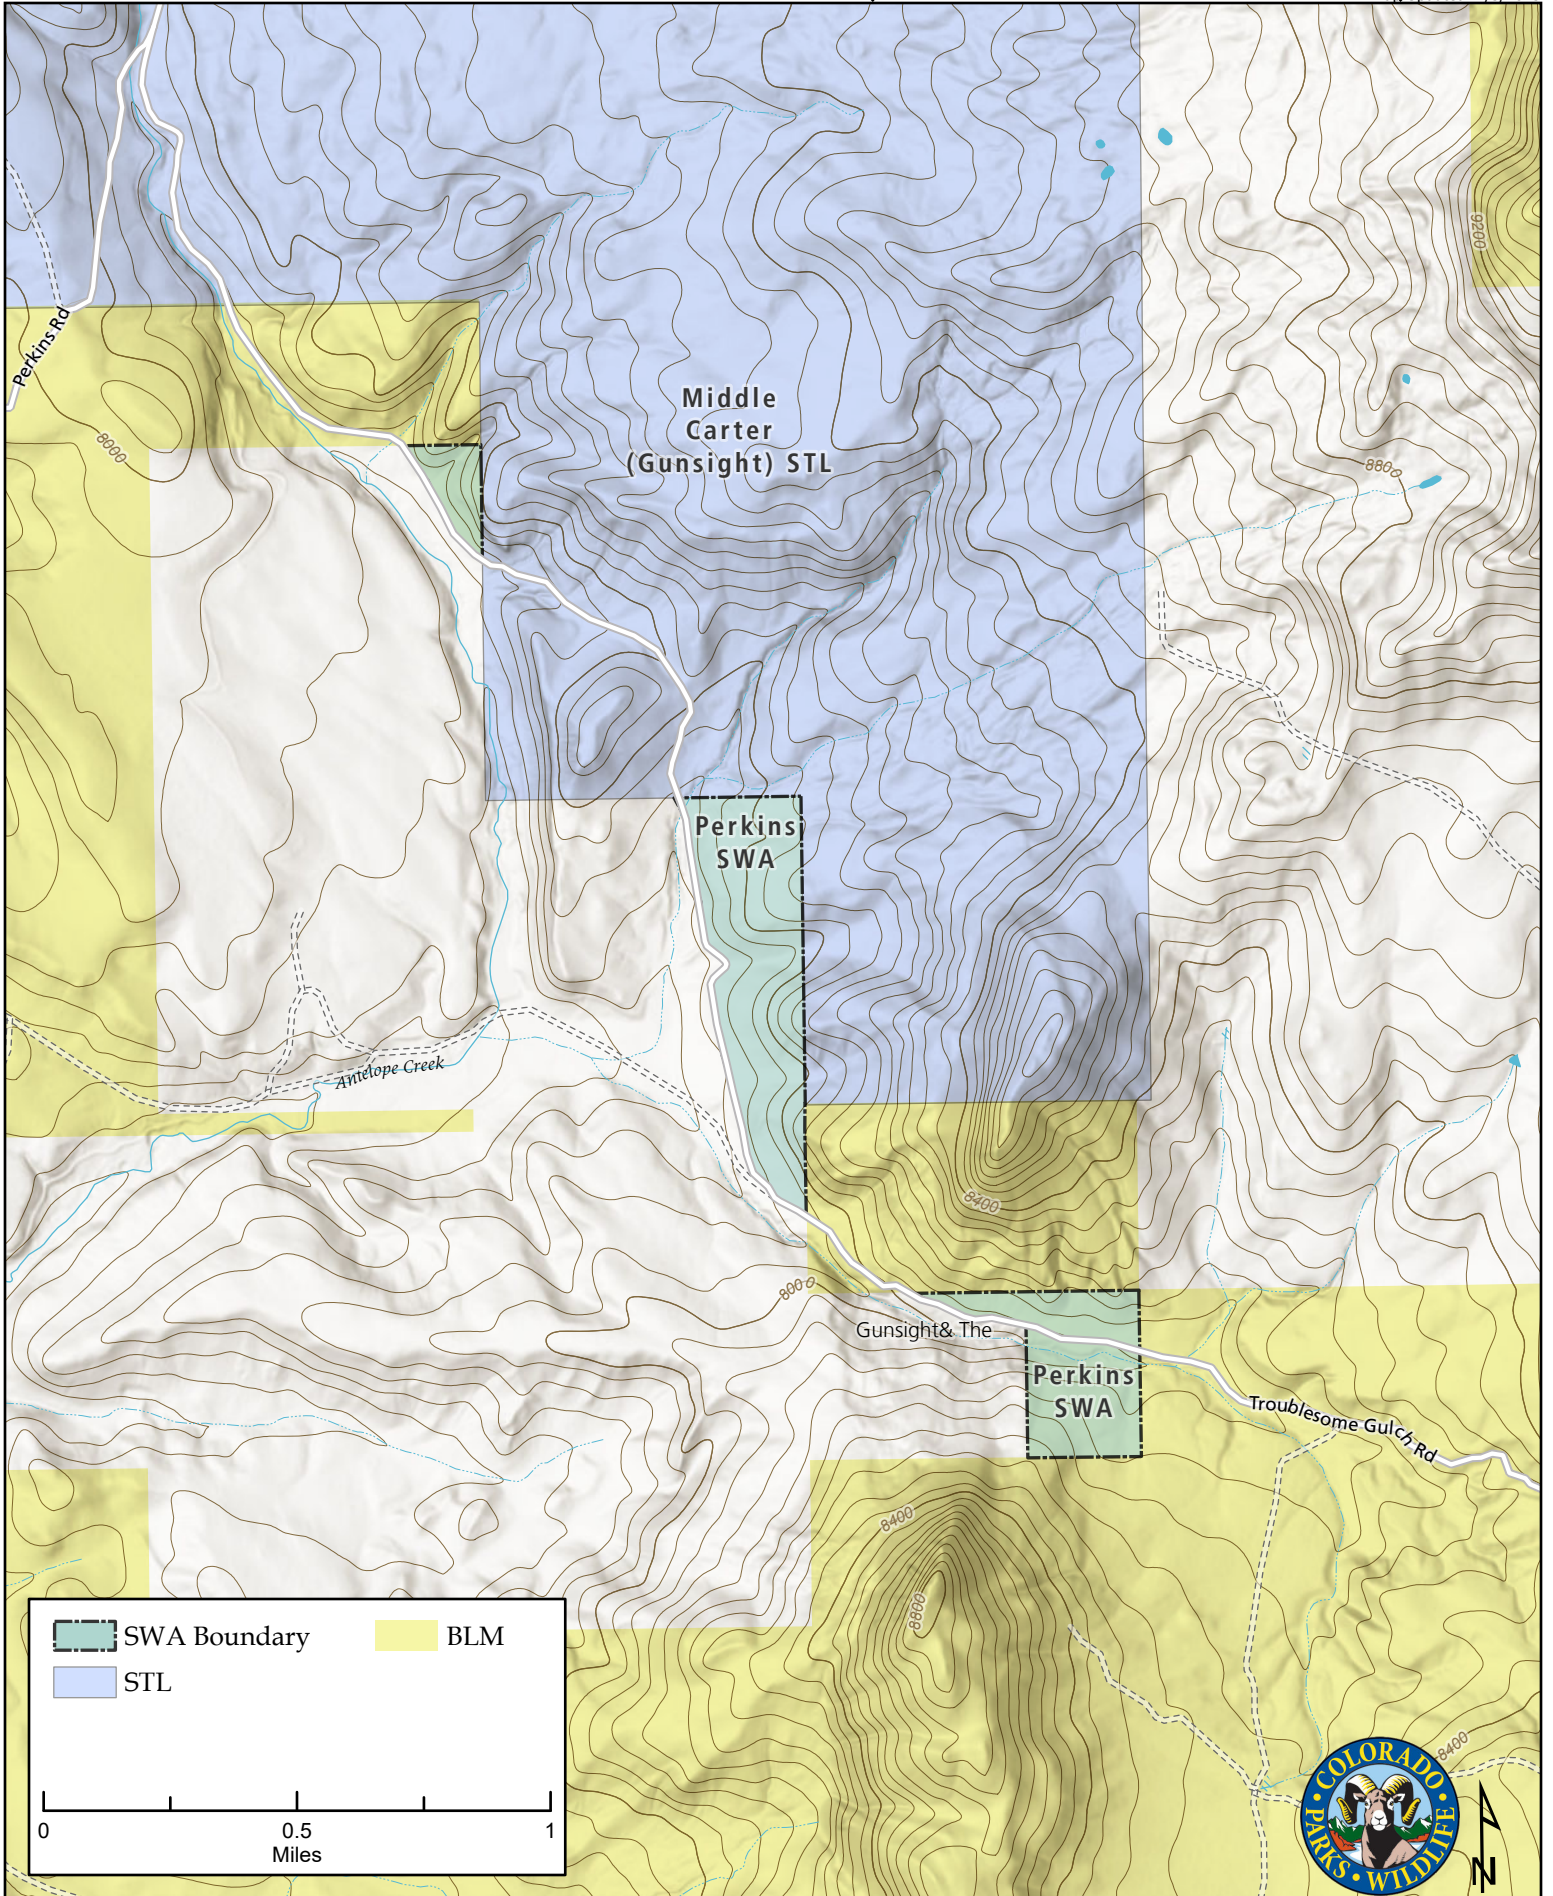 9200
Perkins Rd
Middle
Carter
(Gunsight) STL
8000
8800
Perkins
SWA
Antelope Creek
8400
8000
Gunsight& The
Perkins
SWA
Troublesome Gulch Rd
8400
8800
SWA Boundary
BLM
STL
8400
0
0.5
1
Miles
COLORADO
PARKS • WILDLIFE
N